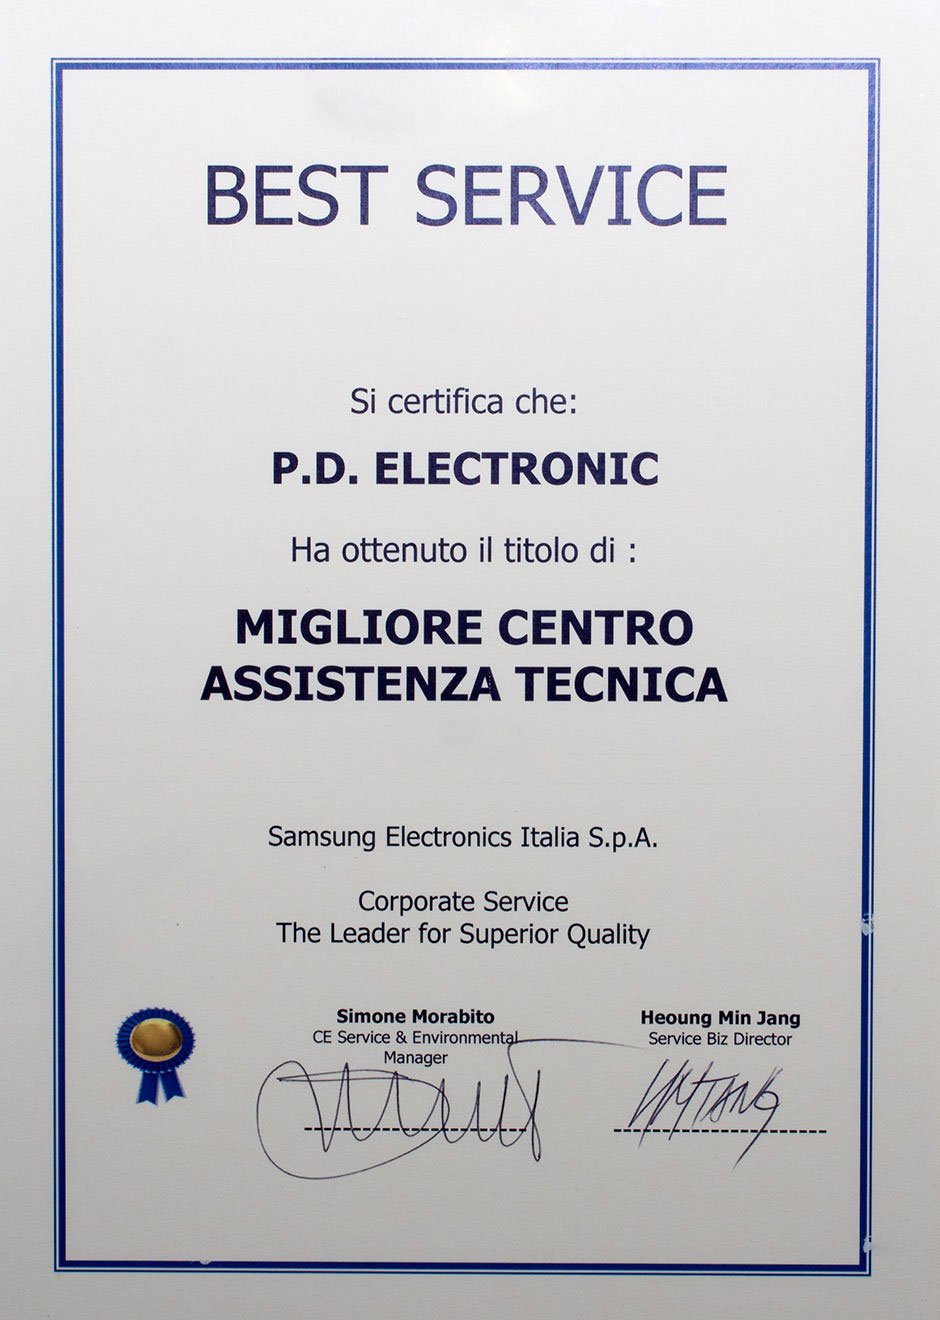 BEST SERVICE
Si certifica che:
P.D. ELECTRONIC
Ha ottenuto il titolo di :
MIGLIORE CENTRO
ASSISTENZA TECNICA
Samsung Electronics Italia S.p.A.
Corporate Service
The Leader for Superior Quality
Simone Morabito
CE Service & Environmental
Manager
Heoung Min Jang
Service Biz Director